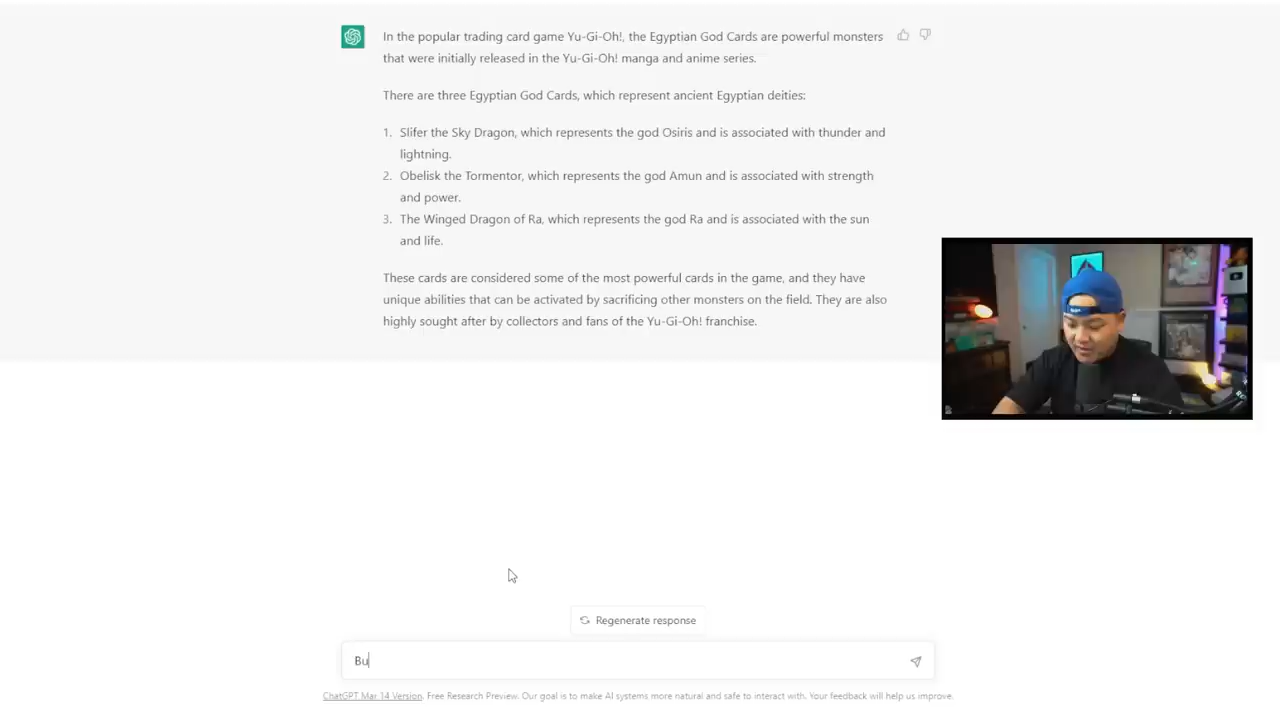 In the popular trading card game Yu-Gi-Oh!, the Egyptian God Cards are powerful monsters
that were initially released in the Yu-Gi-Oh! manga and anime series.
There are three Egyptian God Cards, which represent ancient Egyptian deities:
1. Slifer the Sky Dragon, which represents the god Osiris and is associated with thunder and
lightning.
2. Obelisk the Tormentor, which represents the god Amun and is associated with strength
and power.
3. The Winged Dragon of Ra, which represents the god Ra and is associated with the sun
and life.
These cards are considered some of the most powerful cards in the game, and they have
unique abilities that can be activated by sacrificing other monsters on the field. They are also
highly sought after by collectors and fans of the Yu-Gi-Oh! franchise.
Regenerate response
Bu
ChatGPT Mar 14 Version. Free Research Preview. Our goal is to make AI systems more natural and safe to interact with. Your feedback will help us improve.